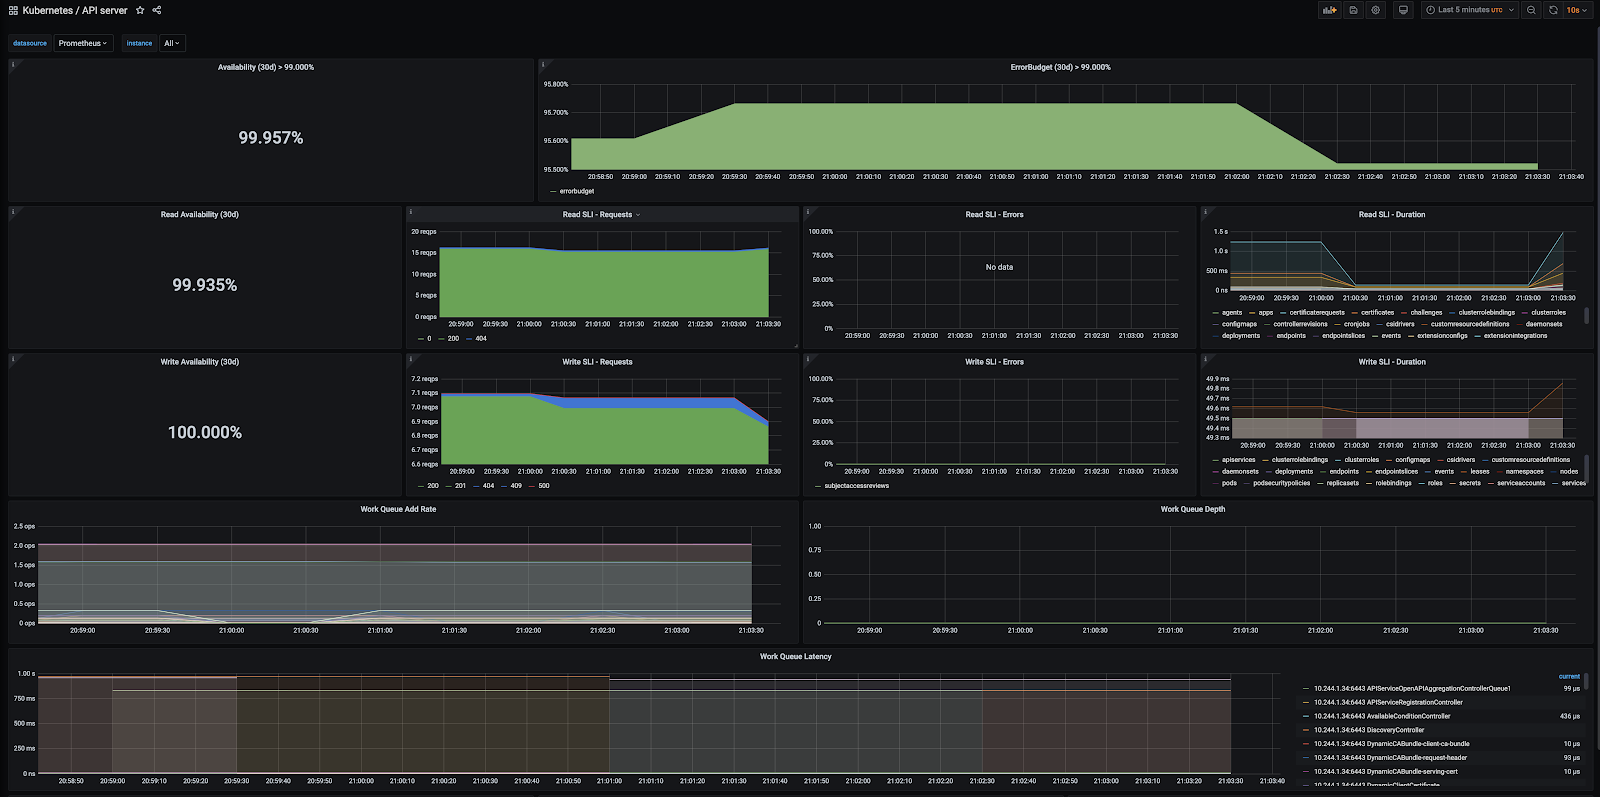 Kubernetes / API server
Last 5 minutes UTC
10s
datasource Prometheus instance All
Availability (30d) > 99.000%
99.957%
ErrorBudget (30d) > 99.000%
95.800%
95.700%
95.600%
95.500%
20:58:50 20:59:00 20:59:10 20:59:20 20:59:30 20:59:40 20:59:50 21:00:00 21:00:10 21:00:20 21:00:30 21:00:40 21:00:50 21:01:00 21:01:10 21:01:20 21:01:30 21:01:40 21:01:50 21:02:00 21:02:10 21:02:20 21:02:30 21:02:40 21:02:50 21:03:00 21:03:10 21:03:20 21:03:30 21:03:40
errorbudget
Read Availability (30d)
99.935%
Read SLI - Requests
20 reqps
15 reqps
10 reqps
5 reqps
0 reqps
20:59:00 20:59:30 21:00:00 21:00:30 21:01:00 21:01:30 21:02:00 21:02:30 21:03:00 21:03:30
0 200 404
Read SLI - Errors
100.00%
75.00%
50.00%
25.00%
0%
No data
20:59:00 20:59:30 21:00:00 21:00:30 21:01:00 21:01:30 21:02:00 21:02:30 21:03:00 21:03:30
Read SLI - Duration
1.5 s
1.0 s
500 ms
0 ns
20:59:00 20:59:30 21:00:00 21:00:30 21:01:00 21:01:30 21:02:00 21:02:30 21:03:00 21:03:30
agents apps certificaterequests certificates challenges clusterrolebindings clusterroles
configmaps controllerrevisions cronjobs csidrivers customresourcedefinitions daemonsets
deployments endpoints endpointslices events extensionconfigs extensionintegrations
Write Availability (30d)
100.000%
Write SLI - Requests
7.2 reqps
7.1 reqps
7.0 reqps
6.9 reqps
6.8 reqps
6.7 reqps
6.6 reqps
20:59:00 20:59:30 21:00:00 21:00:30 21:01:00 21:01:30 21:02:00 21:02:30 21:03:00 21:03:30
200 201 404 409 500
Write SLI - Errors
100.00%
75.00%
50.00%
25.00%
0%
20:59:00 20:59:30 21:00:00 21:00:30 21:01:00 21:01:30 21:02:00 21:02:30 21:03:00 21:03:30
subjectaccessreviews
Write SLI - Duration
49.9 ms
49.8 ms
49.7 ms
49.6 ms
49.5 ms
49.4 ms
49.3 ms
20:59:00 20:59:30 21:00:00 21:00:30 21:01:00 21:01:30 21:02:00 21:02:30 21:03:00 21:03:30
apiservices clusterrolebindings clusterroles configmaps csidrivers customresourcedefinitions
daemonsets deployments endpoints endpointslices events leases namespaces nodes
pods podsecuritypolicies replicasets rolebindings roles secrets serviceaccounts services
Work Queue Add Rate
2.5 ops
2.0 ops
1.5 ops
1.0 ops
0.5 ops
0 ops
20:59:00 20:59:30 21:00:00 21:00:30 21:01:00 21:01:30 21:02:00 21:02:30 21:03:00 21:03:30
Work Queue Depth
1.00
0.75
0.50
0.25
0
20:59:00 20:59:30 21:00:00 21:00:30 21:01:00 21:01:30 21:02:00 21:02:30 21:03:00 21:03:30
Work Queue Latency
1.00 s
750 ms
500 ms
250 ms
0 ns
20:58:50 20:59:00 20:59:10 20:59:20 20:59:30 20:59:40 20:59:50 21:00:00 21:00:10 21:00:20 21:00:30 21:00:40 21:00:50 21:01:00 21:01:10 21:01:20 21:01:30 21:01:40 21:01:50 21:02:00 21:02:10 21:02:20 21:02:30 21:02:40 21:02:50 21:03:00 21:03:10 21:03:20 21:03:30 21:03:40
current
10.244.1.34:6443 APIServiceOpenAPIAggregationControllerQueue1 99 µs
10.244.1.34:6443 APIServiceRegistrationController
10.244.1.34:6443 AvailableConditionController 436 µs
10.244.1.34:6443 DiscoveryController
10.244.1.34:6443 DynamicCABundle-client-ca-bundle 10 µs
10.244.1.34:6443 DynamicCABundle-request-header 93 µs
10.244.1.34:6443 DynamicCABundle-serving-cert 10 µs
10.244.1.34:6443 DynamicClientCertificate